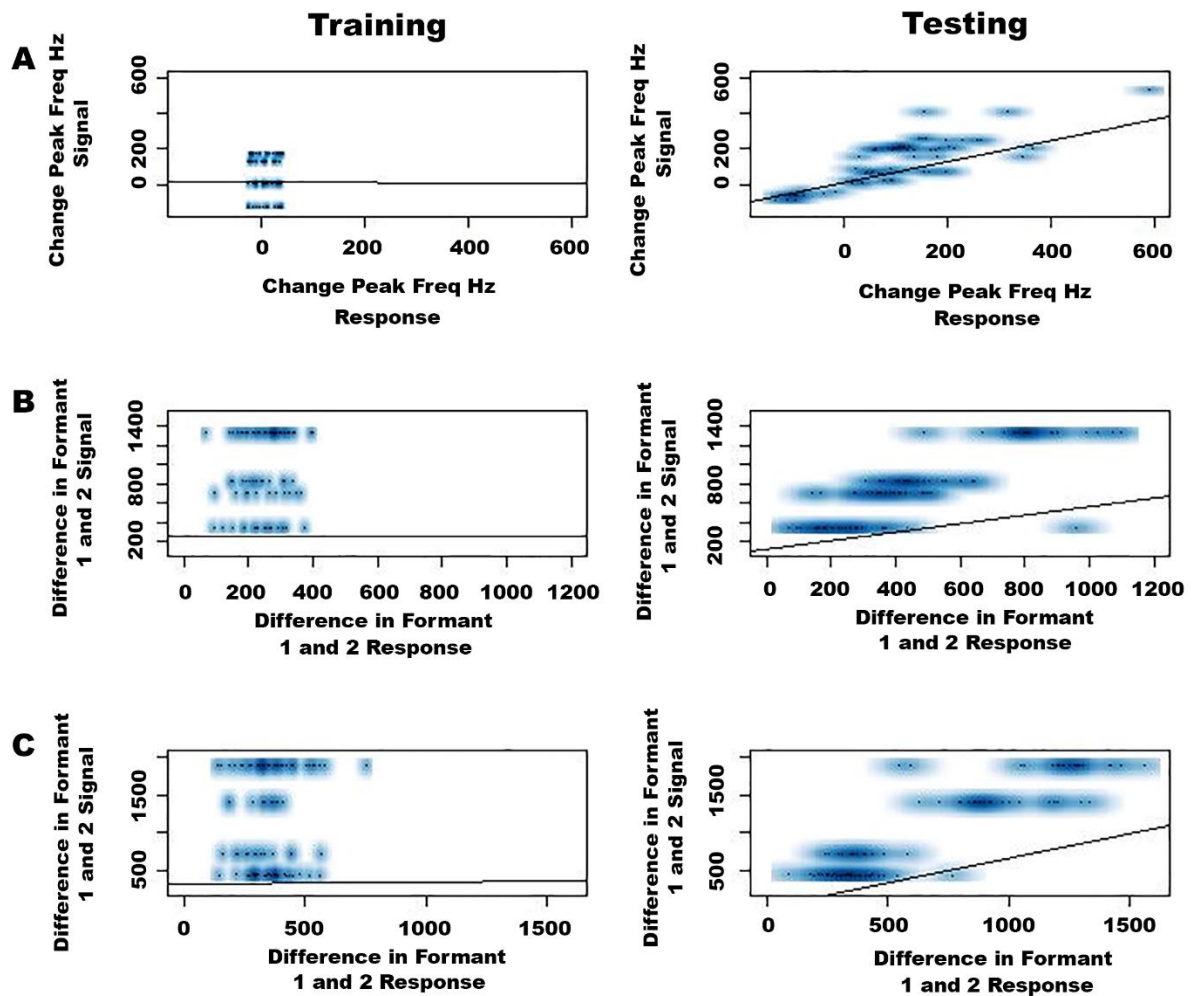 Training
Testing
A
Change Peak Freq Hz
Signal
600
200
0
0 200 400 600
Change Peak Freq Hz
Response
Change Peak Freq Hz
Signal
600
200
0
0 200 400 600
Change Peak Freq Hz
Response
B
Difference in Formant
1 and 2 Signal
1400
800
200
0 200 400 600 800 1000 1200
Difference in Formant
1 and 2 Response
Difference in Formant
1 and 2 Signal
1400
800
200
0 200 400 600 800 1000 1200
Difference in Formant
1 and 2 Response
C
Difference in Formant
1 and 2 Signal
1500
500
0 500 1000 1500
Difference in Formant
1 and 2 Response
Difference in Formant
1 and 2 Signal
1500
500
0 500 1000 1500
Difference in Formant
1 and 2 Response